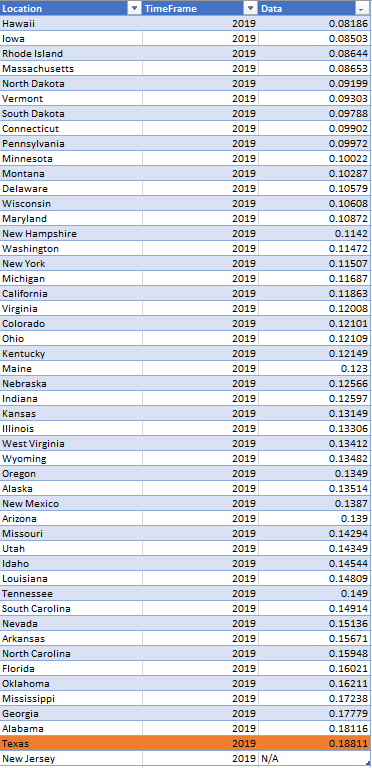 Location TimeFrame Data
Hawaii 2019 0.08186
Iowa 2019 0.08503
Rhode Island 2019 0.08644
Massachusetts 2019 0.08653
North Dakota 2019 0.09199
Vermont 2019 0.09303
South Dakota 2019 0.09788
Connecticut 2019 0.09902
Pennsylvania 2019 0.09972
Minnesota 2019 0.10022
Montana 2019 0.10287
Delaware 2019 0.10579
Wisconsin 2019 0.10608
Maryland 2019 0.10872
New Hampshire 2019 0.1142
Washington 2019 0.11472
New York 2019 0.11507
Michigan 2019 0.11687
California 2019 0.11863
Virginia 2019 0.12008
Colorado 2019 0.12101
Ohio 2019 0.12109
Kentucky 2019 0.12149
Maine 2019 0.123
Nebraska 2019 0.12566
Indiana 2019 0.12597
Kansas 2019 0.13149
Illinois 2019 0.13306
West Virginia 2019 0.13412
Wyoming 2019 0.13482
Oregon 2019 0.1349
Alaska 2019 0.13514
New Mexico 2019 0.1387
Arizona 2019 0.139
Missouri 2019 0.14294
Utah 2019 0.14349
Idaho 2019 0.14544
Louisiana 2019 0.14809
Tennessee 2019 0.149
South Carolina 2019 0.14914
Nevada 2019 0.15136
Arkansas 2019 0.15671
North Carolina 2019 0.15948
Florida 2019 0.16021
Oklahoma 2019 0.16211
Mississippi 2019 0.17238
Georgia 2019 0.17779
Alabama 2019 0.18116
Texas 2019 0.18811
New Jersey 2019 N/A